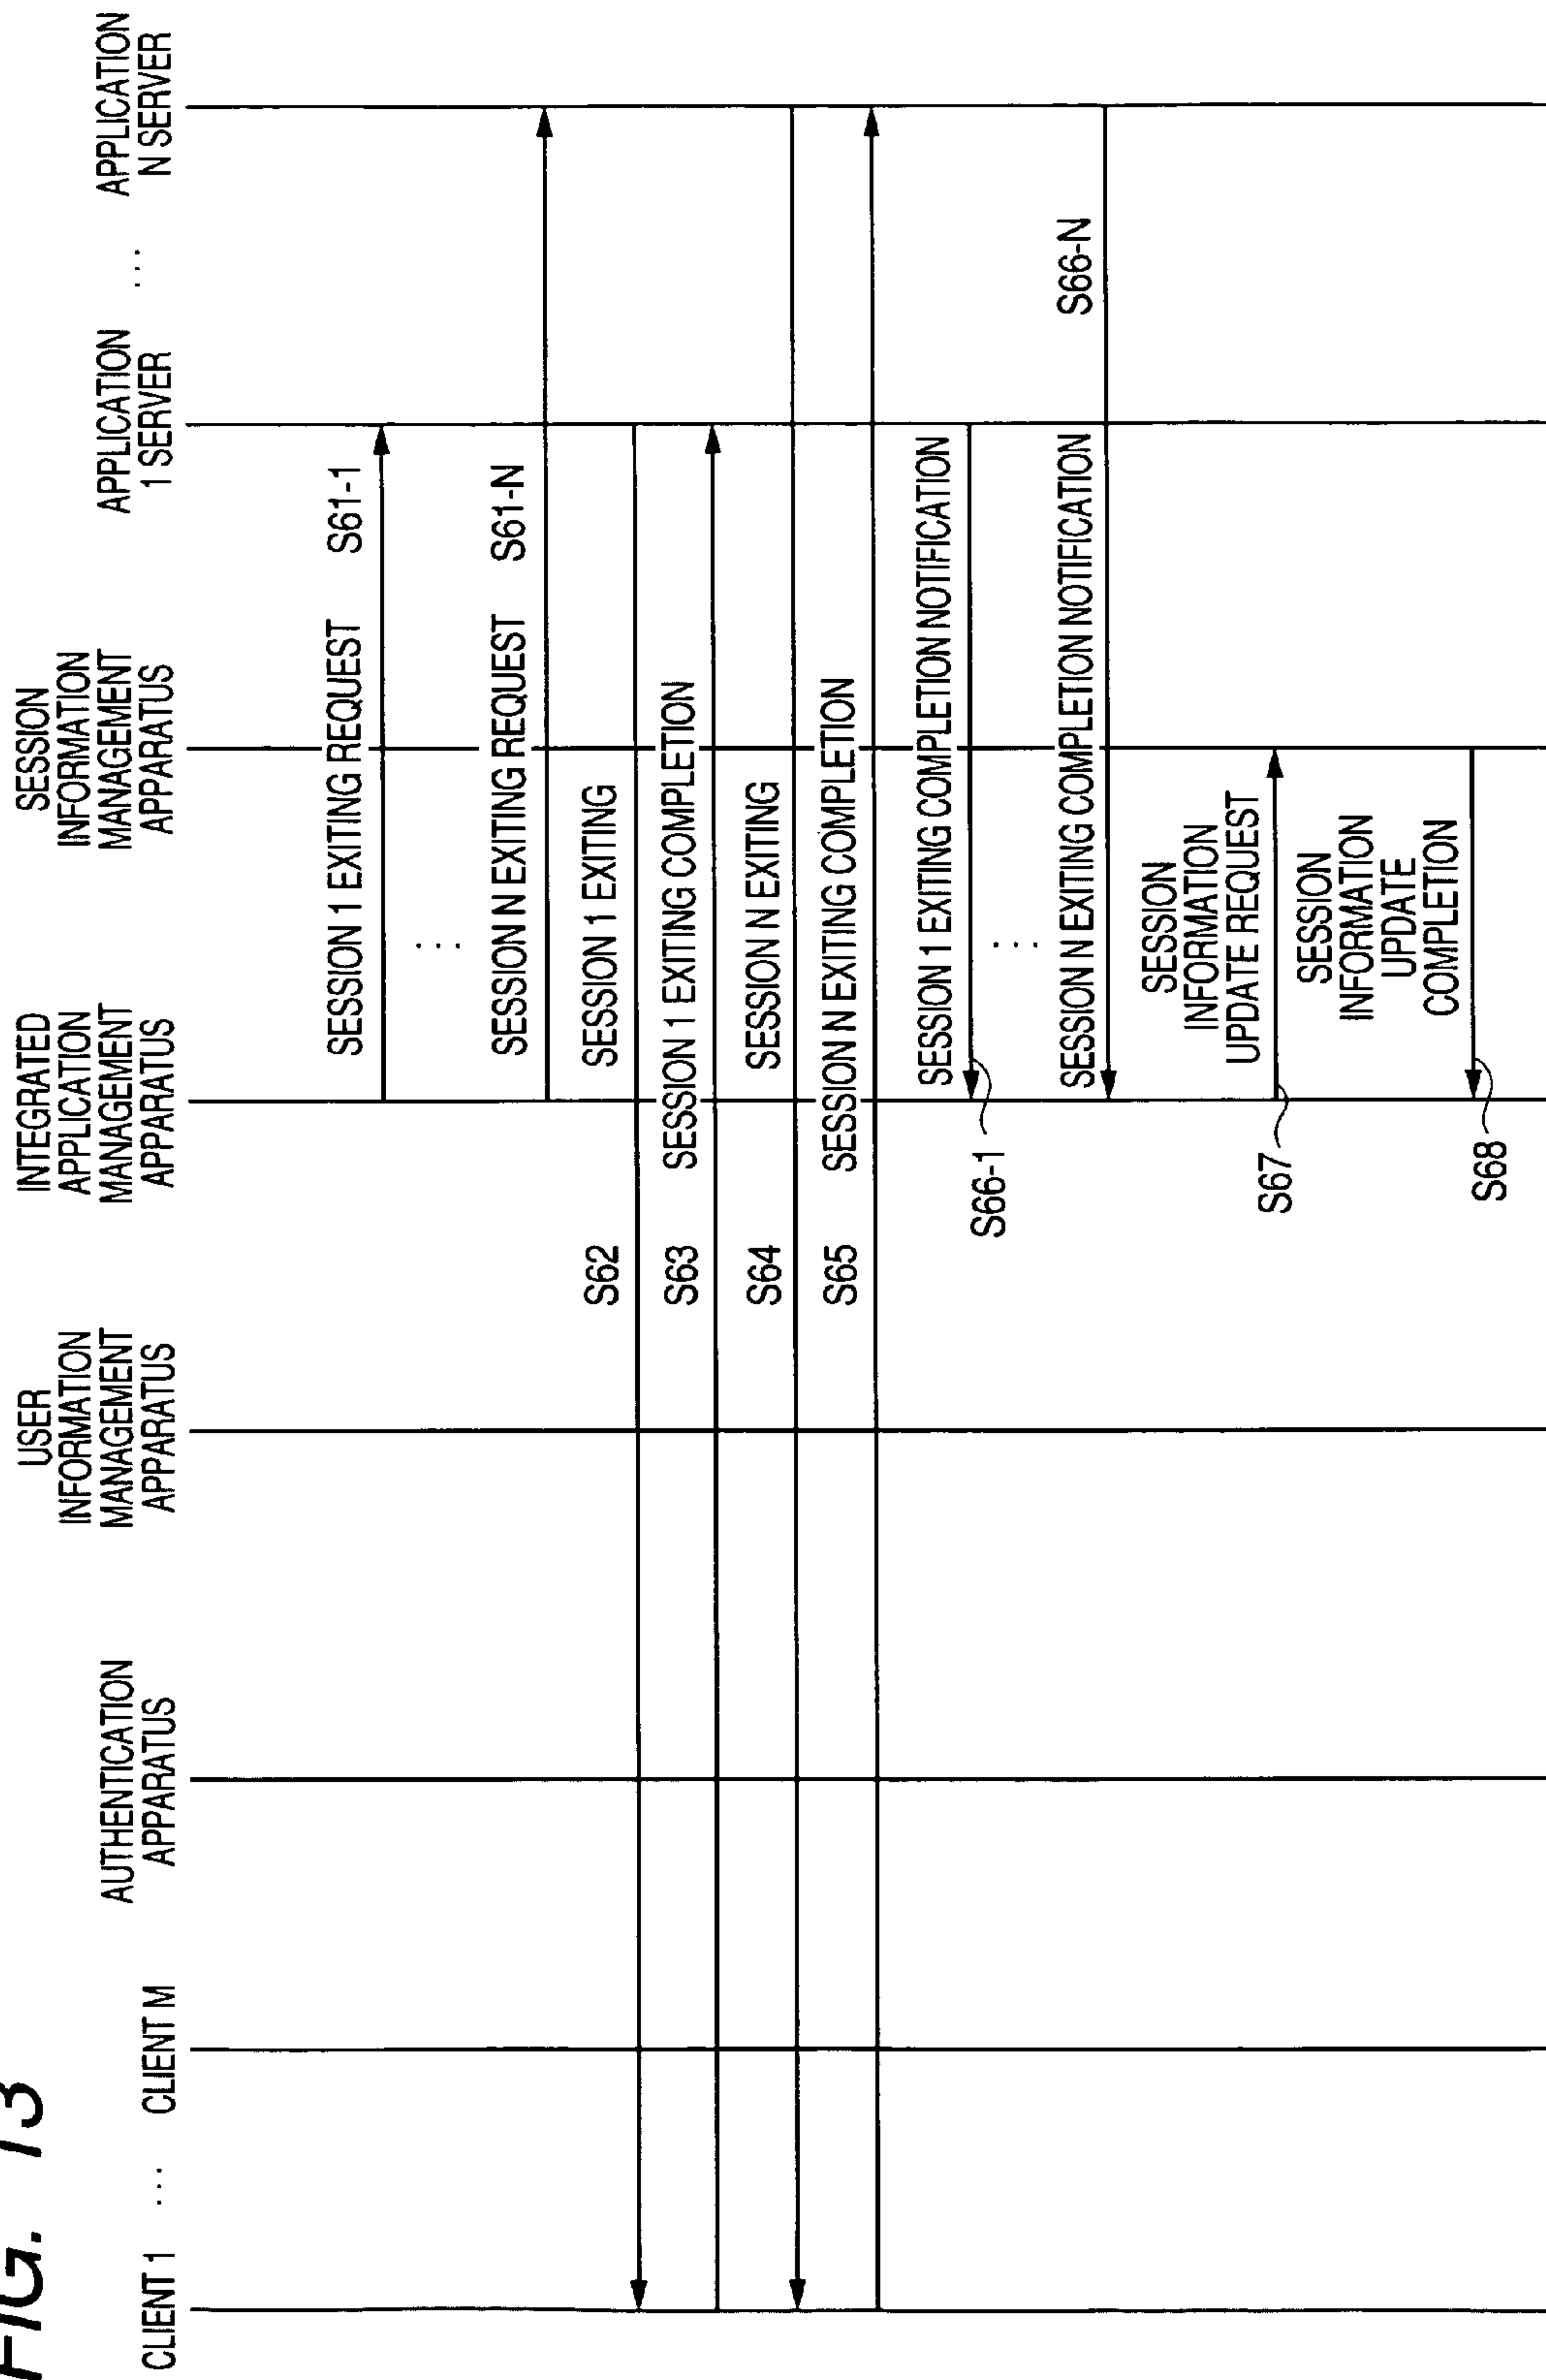 FIG. 13
CLIENT 1
...
CLIENT M
AUTHENTICATION
APPARATUS
USER
INFORMATION
MANAGEMENT
APPARATUS
INTEGRATED
APPLICATION
MANAGEMENT
APPARATUS
SESSION
INFORMATION
MANAGEMENT
APPARATUS
APPLICATION
1 SERVER
...
APPLICATION
N SERVER
SESSION 1 EXITING REQUEST S61-1
...
SESSION N EXITING REQUEST S61-N
S62 SESSION 1 EXITING
S63 SESSION 1 EXITING COMPLETION
S64 SESSION N EXITING
S65 SESSION N EXITING COMPLETION
SESSION 1 EXITING COMPLETION NOTIFICATION
S66-1
...
SESSION N EXITING COMPLETION NOTIFICATION S66-N
SESSION
INFORMATION
UPDATE REQUEST
S67
SESSION
INFORMATION
UPDATE
COMPLETION
S68